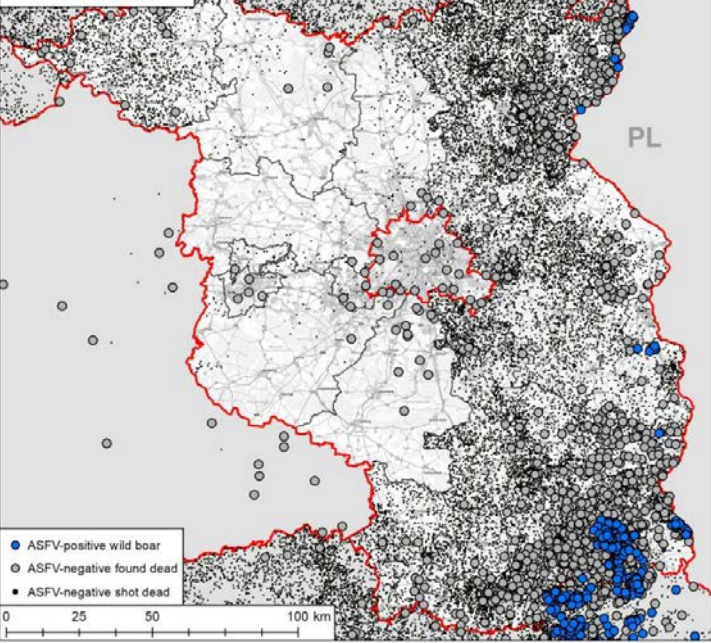 PL
ASFV-positive wild boar
ASFV-negative found dead
ASFV-negative shot dead
0 25 50 100 km